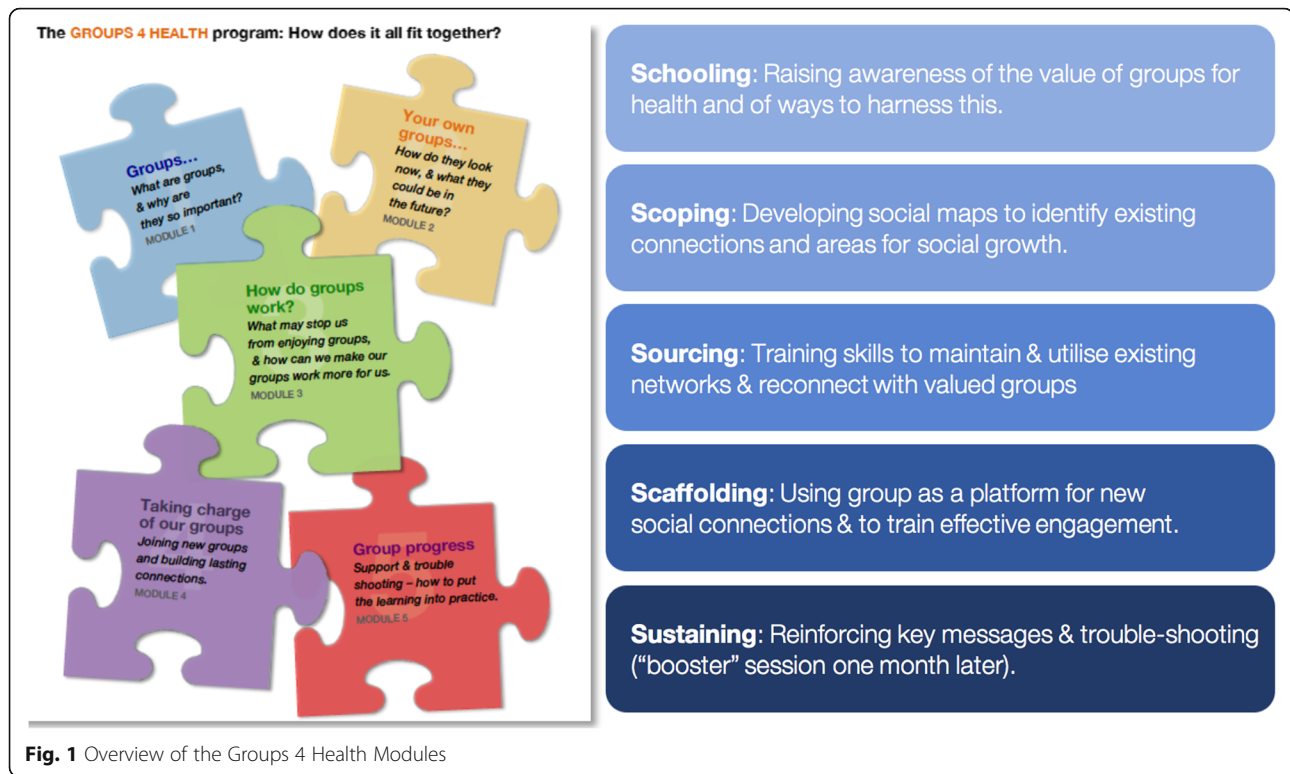 The GROUPS 4 HEALTH program: How does it all fit together?
Groups...
What are groups,
& why are
they so important?
MODULE 1
Your own
groups...
How do they look
now, & what they
could be in
the future?
MODULE 2
How do groups
work?
What may stop us
from enjoying groups,
& how can we make our
groups work more for us.
MODULE 3
Taking charge
of our groups
Joining new groups
and building lasting
connections.
MODULE 4
Group progress
Support & trouble
shooting – how to put
the learning into practice.
MODULE 5
Schooling: Raising awareness of the value of groups for
health and of ways to harness this.
Scoping: Developing social maps to identify existing
connections and areas for social growth.
Sourcing: Training skills to maintain & utilise existing
networks & reconnect with valued groups
Scaffolding: Using group as a platform for new
social connections & to train effective engagement.
Sustaining: Reinforcing key messages & trouble-shooting
(“booster” session one month later).
Fig. 1 Overview of the Groups 4 Health Modules